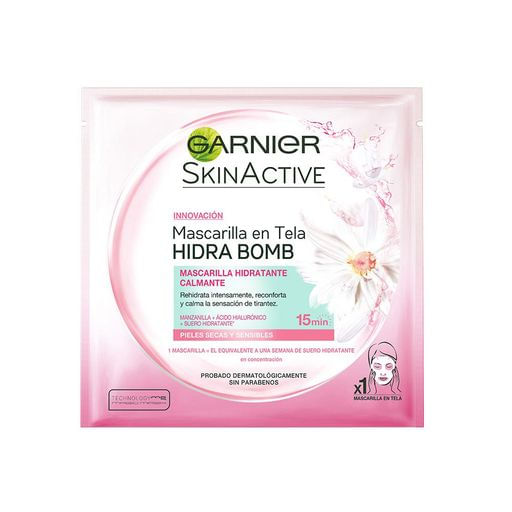 GARNIER
SKINACTIVE
INNOVACIÓN
Mascarilla en Tela
HIDRA BOMB
MASCARILLA HIDRATANTE
CALMANTE
Rehidrata intensamente, reconforta
y calma la sensación de tirantez.
MANZANILLA + ÁCIDO HIALURÓNICO
+ SUERO HIDRATANTE*
15min
PIELES SECAS Y SENSIBLES
1 MASCARILLA = EL EQUIVALENTE A UNA SEMANA DE SUERO HIDRATANTE
en concentración
PROBADO DERMATOLÓGICAMENTE
SIN PARABENOS
x1
MASCARILLA EN TELA